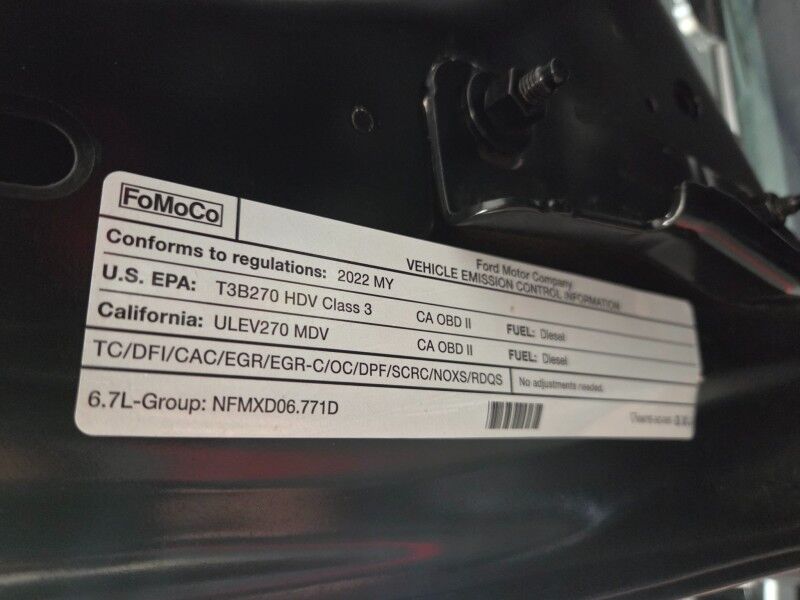 FoMoCo
Ford Motor Company
VEHICLE EMISSION CONTROL INFORMATION
Conforms to regulations: 2022 MY
U.S. EPA: T3B270 HDV Class 3 CA OBD II FUEL: Diesel
California: ULEV270 MDV CA OBD II FUEL: Diesel
TC/DFI/CAC/EGR/EGR-C/OC/DPF/SCRC/NOXS/RDQS No adjustments needed.
6.7L-Group: NFMXD06.771D